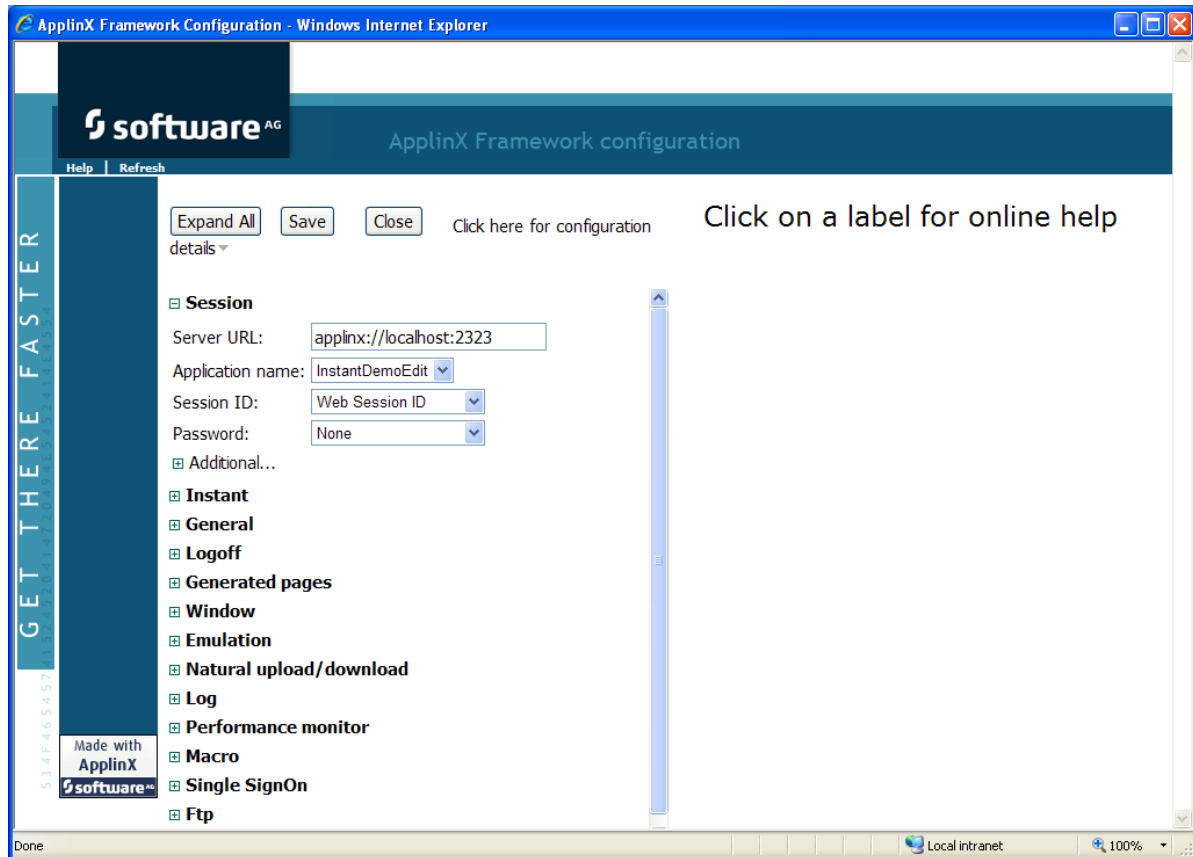 ApplinX Framework Configuration - Windows Internet Explorer
software AG
ApplinX Framework configuration
Help | Refresh
GET THERE FASTER
Expand All Save Close Click here for configuration
details
Click on a label for online help
Session
Server URL: applinx://localhost:2323
Application name: InstantDemoEdit
Session ID: Web Session ID
Password: None
Additional...
Instant
General
Logoff
Generated pages
Window
Emulation
Natural upload/download
Log
Performance monitor
Macro
Single SignOn
Ftp
Made with
ApplinX
software AG
Done Local intranet 100%